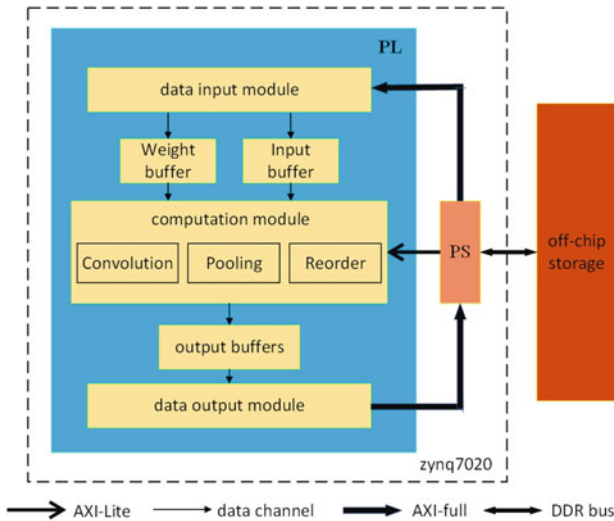 PL
data input module
Weight
buffer
Input
buffer
computation module
Convolution
Pooling
Reorder
PS
off-chip
storage
output buffers
data output module
zynq7020
AXI-Lite
data channel
AXI-full
DDR bus